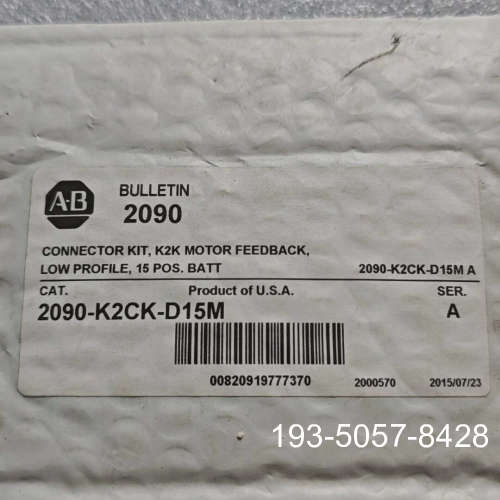 A-B
BULLETIN
2090
CONNECTOR KIT, K2K MOTOR FEEDBACK,
LOW PROFILE, 15 POS. BATT 2090-K2CK-D15M A
CAT. Product of U.S.A. SER.
2090-K2CK-D15M A
00820919777370 2000570 2015/07/23
193-5057-8428